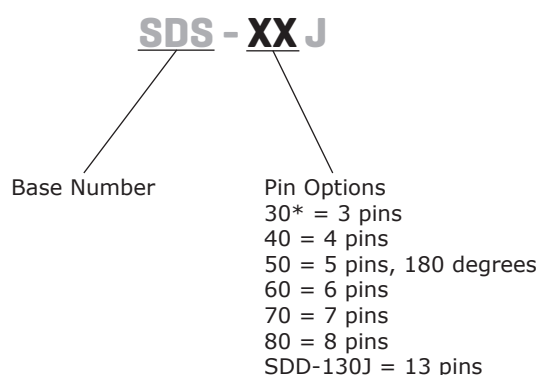 SDS - XX J
Base Number
Pin Options
30* = 3 pins
40 = 4 pins
50 = 5 pins, 180 degrees
60 = 6 pins
70 = 7 pins
80 = 8 pins
SDD-130J = 13 pins